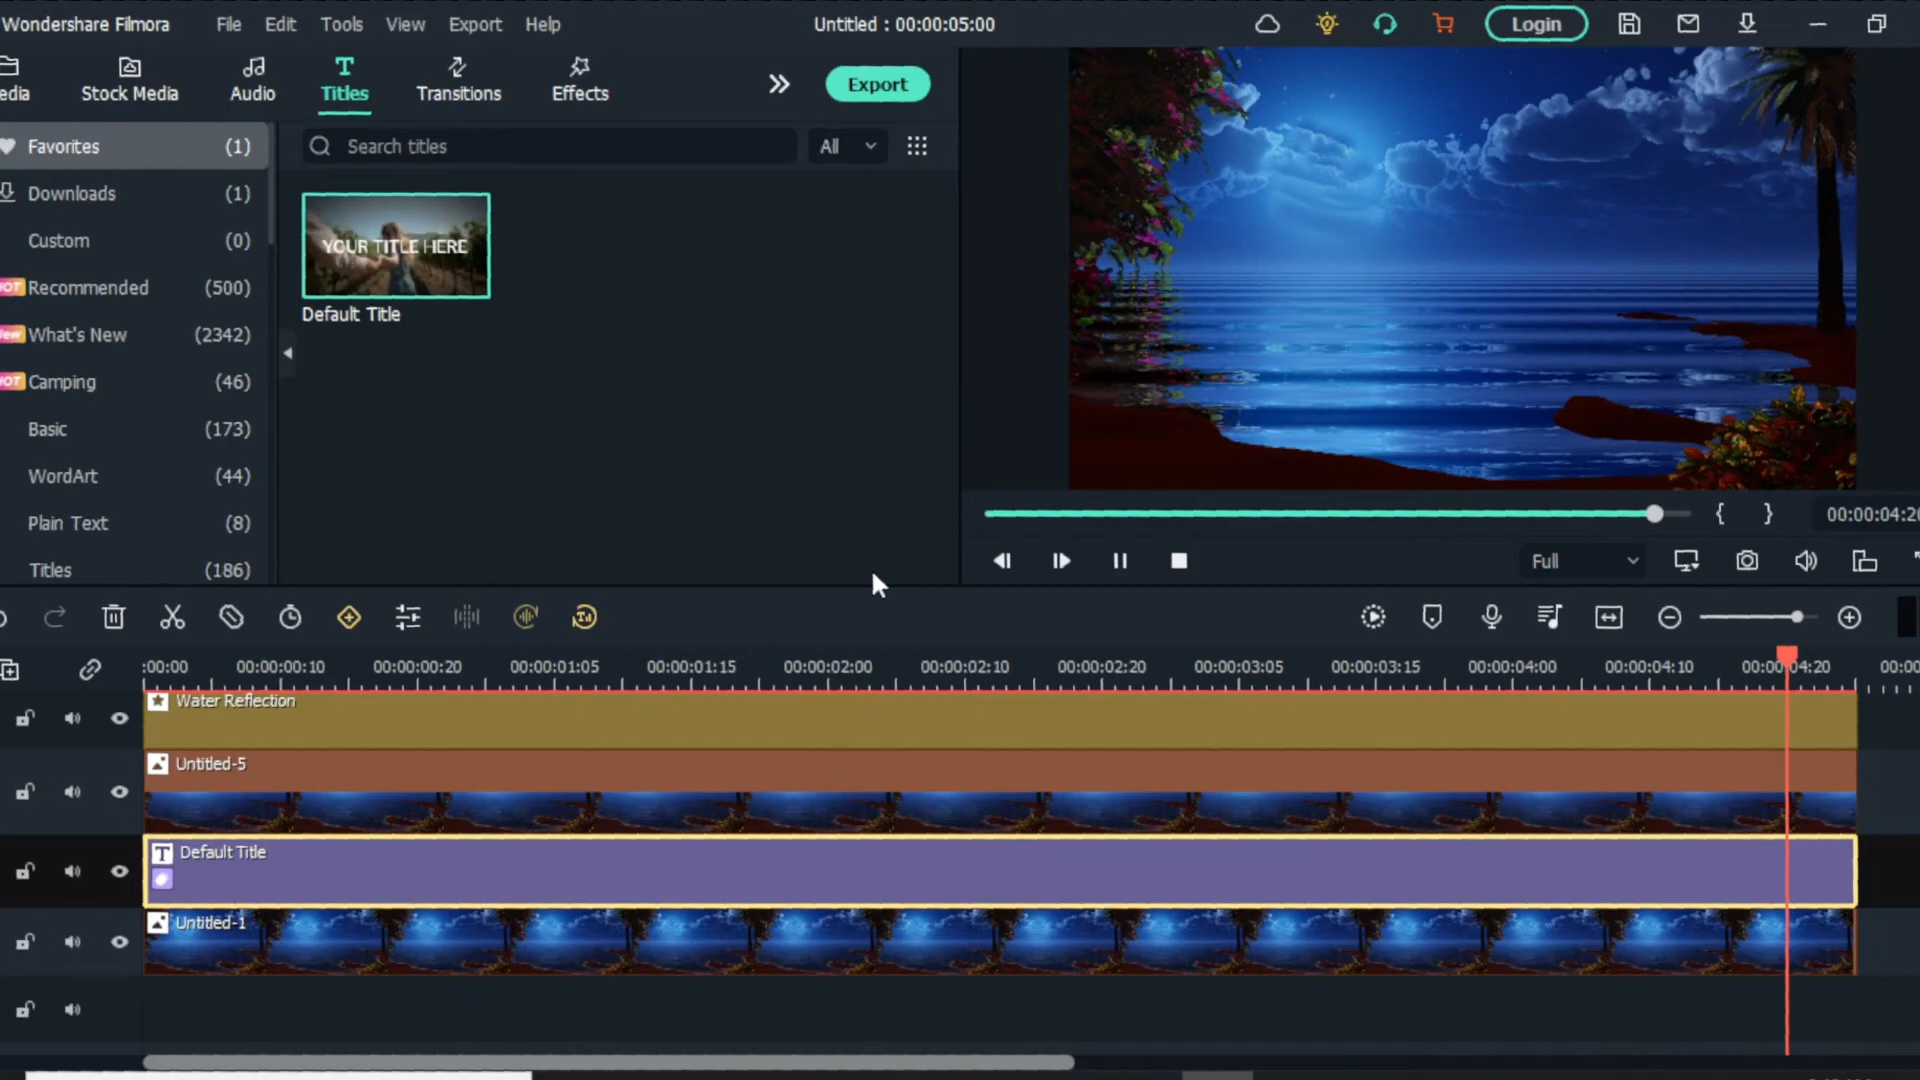 Wondershare Filmora File Edit Tools View Export Help Untitled : 00:00:05:00 Login
edia Stock Media Audio Titles Transitions Effects Export
Favorites (1) Search titles All
Downloads (1)
Custom (0)
YOUR TITLE HERE
Default Title
HOT Recommended (500)
New What's New (2342)
HOT Camping (46)
Basic (173)
WordArt (44)
Plain Text (8)
Titles (186)
{ } 00:00:04:20
Full
:00:00 00:00:00:10 00:00:00:20 00:00:01:05 00:00:01:15 00:00:02:00 00:00:02:10 00:00:02:20 00:00:03:05 00:00:03:15 00:00:04:00 00:00:04:10 00:00:04:20 00:00
Water Reflection
Untitled-5
T Default Title
Untitled-1